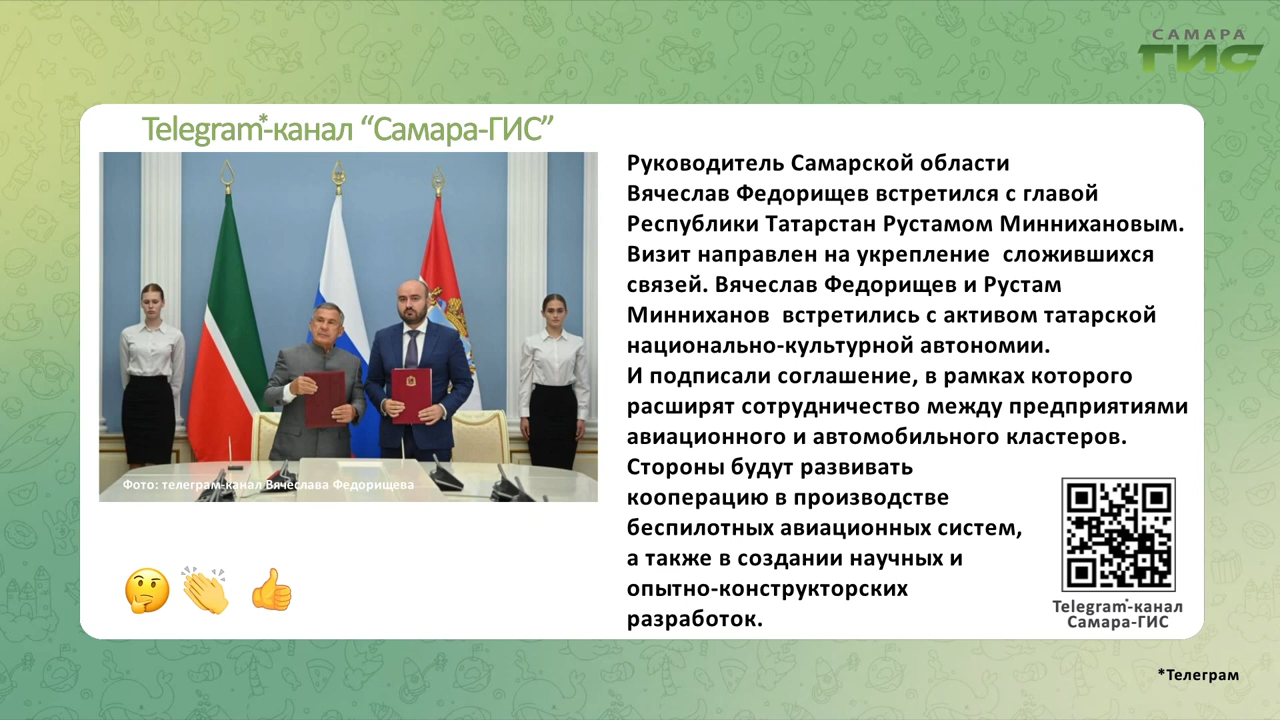 САМАРА
ГИС
Telegram*-канал “Самара-ГИС”
Руководитель Самарской области
Вячеслав Федорищев встретился с главой
Республики Татарстан Рустамом Миннихановым.
Визит направлен на укрепление  сложившихся
связей. Вячеслав Федорищев и Рустам
Минниханов  встретились с активом татарской
национально-культурной автономии.
И подписали соглашение, в рамках которого
расширят сотрудничество между предприятиями
авиационного и автомобильного кластеров.
Стороны будут развивать
кооперацию в производстве
беспилотных авиационных систем,
а также в создании научных и
опытно-конструкторских
разработок.
Фото: телеграм-канал Вячеслава Федорищева
Telegram*-канал
Самара-ГИС
*Телеграм